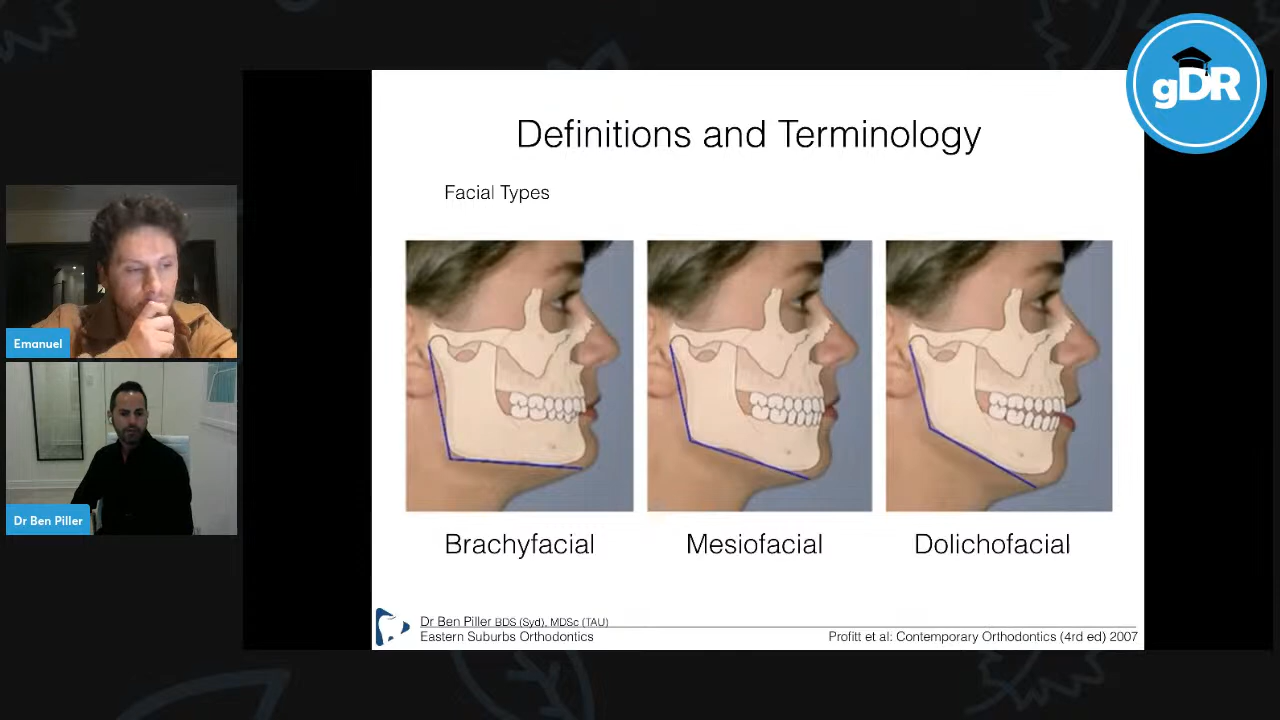 gDR
Definitions and Terminology
Facial Types
Emanuel
Dr Ben Piller
Brachyfacial
Mesiofacial
Dolichofacial
Dr Ben Piller BDS (Syd), MDSc (TAU)
Eastern Suburbs Orthodontics
Profitt et al: Contemporary Orthodontics (4rd ed) 2007